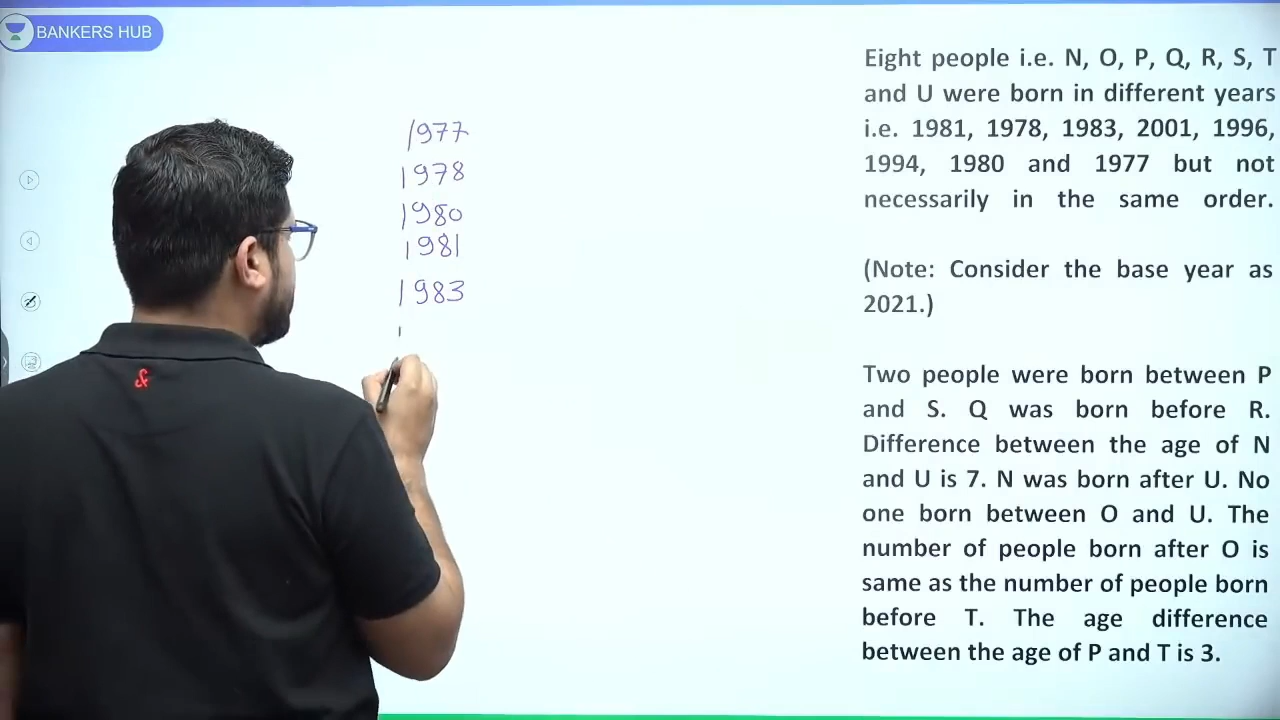 BANKERS HUB
1977
1978
1980
1981
1983
Eight people i.e. N, O, P, Q, R, S, T
and U were born in different years
i.e. 1981, 1978, 1983, 2001, 1996,
1994, 1980 and 1977 but not
necessarily in the same order.
(Note: Consider the base year as
2021.)
Two people were born between P
and S. Q was born before R.
Difference between the age of N
and U is 7. N was born after U. No
one born between O and U. The
number of people born after O is
same as the number of people born
before T. The age difference
between the age of P and T is 3.